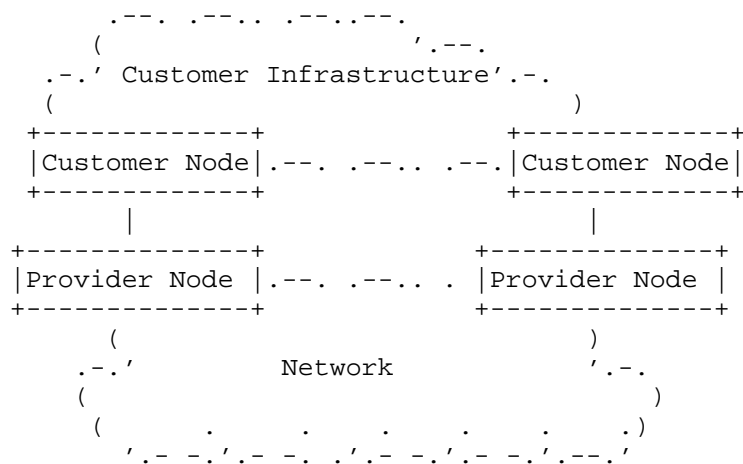 Customer Infrastructure
Customer Node Customer Node
Provider Node Provider Node
Network